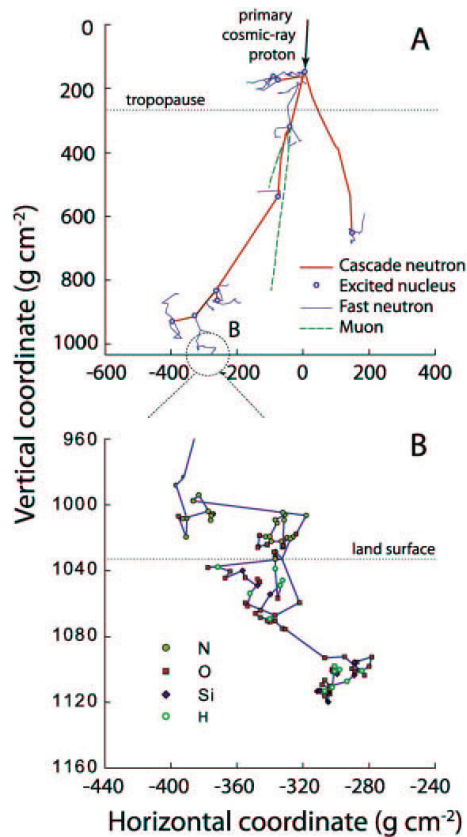 primary
cosmic-ray
proton
A
tropopause
Cascade neutron
Excited nucleus
Fast neutron
Muon
B
0
200
400
600
800
1000
-600 -400 -200 0 200 400
Vertical coordinate (g cm-2)
B
land surface
N
O
Si
H
960
1000
1040
1080
1120
1160
-440 -400 -360 -320 -280 -240
Horizontal coordinate (g cm-2)